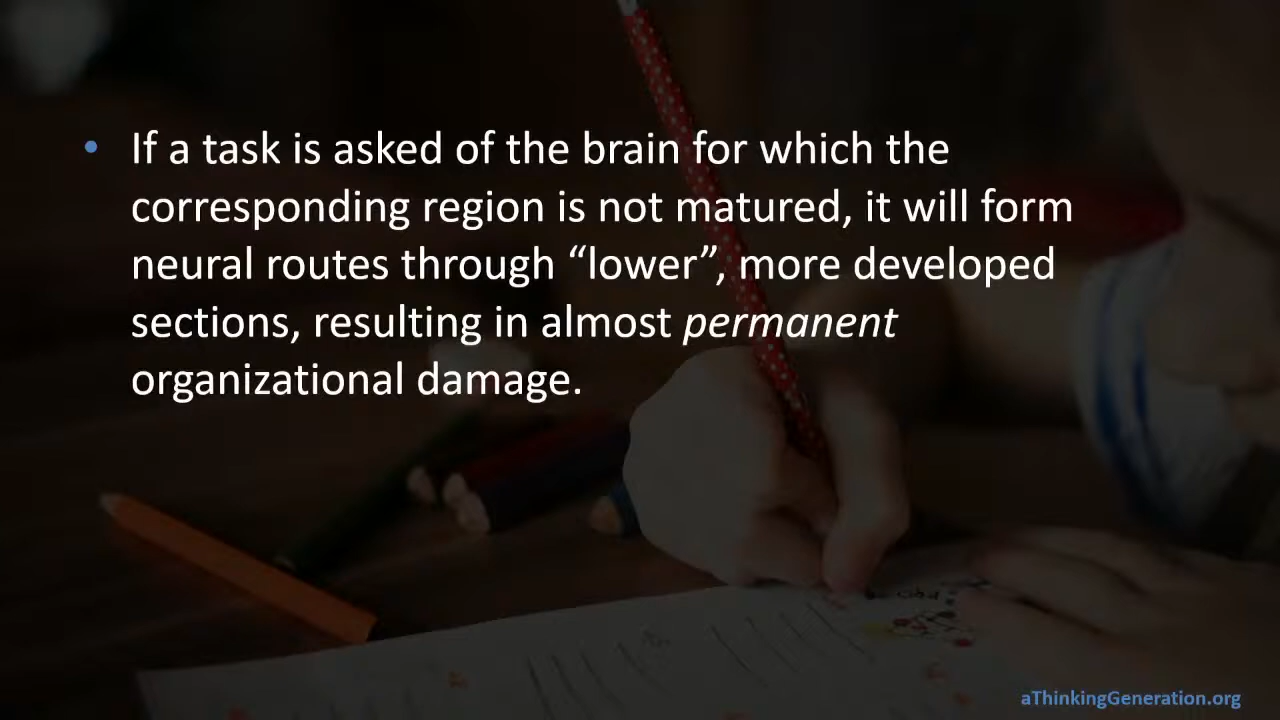 • If a task is asked of the brain for which the
corresponding region is not matured, it will form
neural routes through “lower”, more developed
sections, resulting in almost permanent
organizational damage.
aThinkingGeneration.org